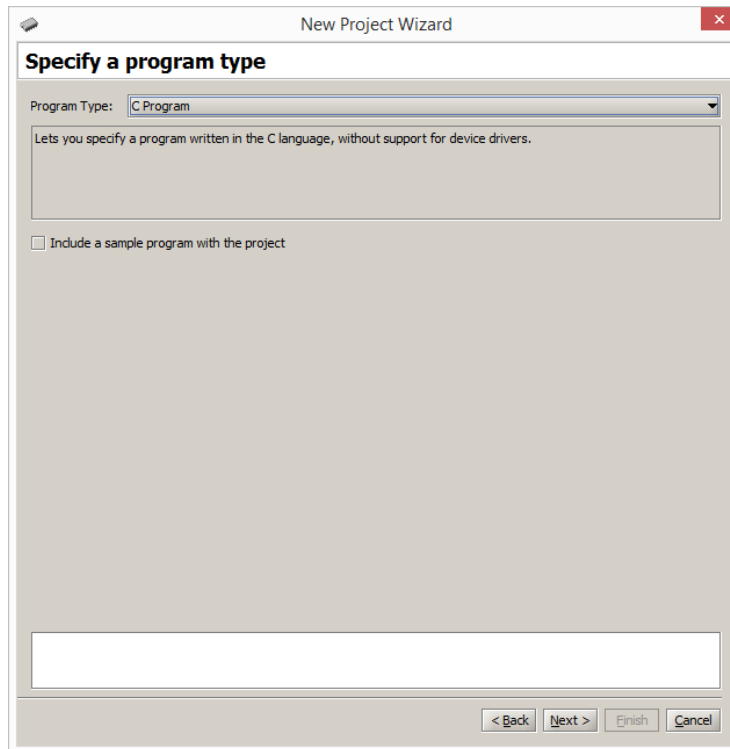 New Project Wizard
Specify a program type
Program Type: C Program
Lets you specify a program written in the C language, without support for device drivers.
Include a sample program with the project
< Back Next > Finish Cancel